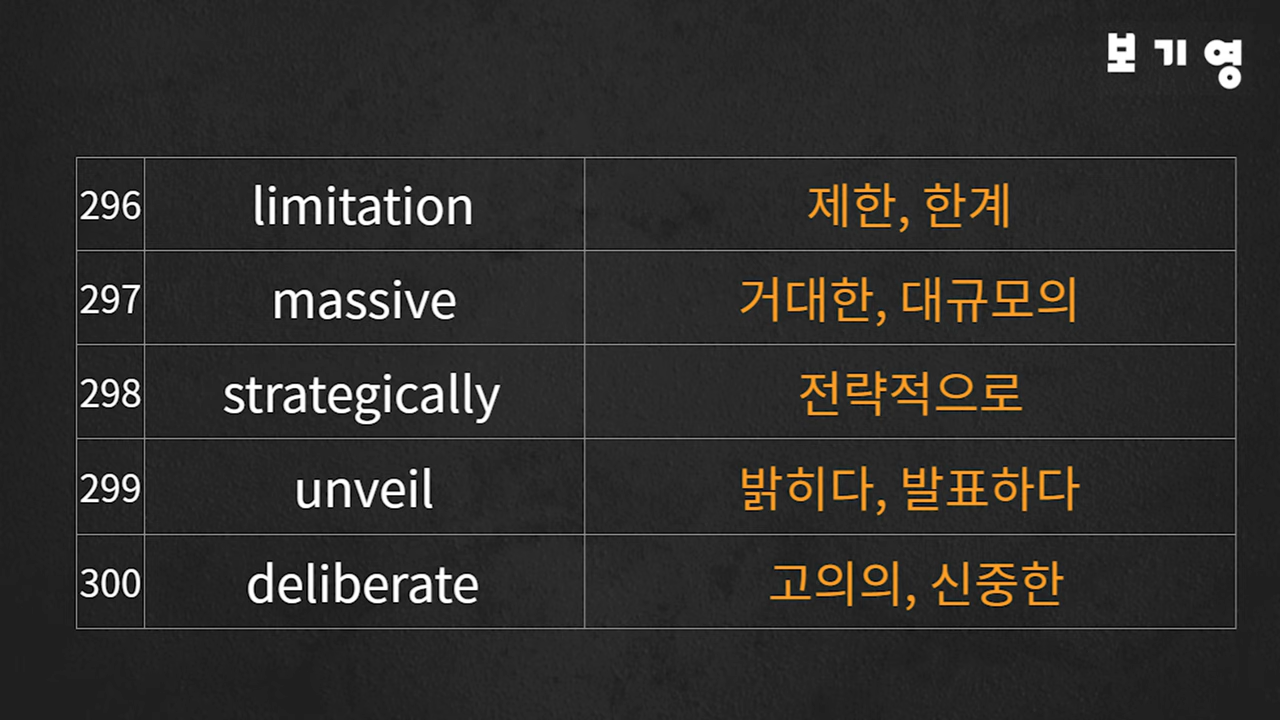 보기영
296 limitation 제한, 한계
297 massive 거대한, 대규모의
298 strategically 전략적으로
299 unveil 밝히다, 발표하다
300 deliberate 고의의, 신중한